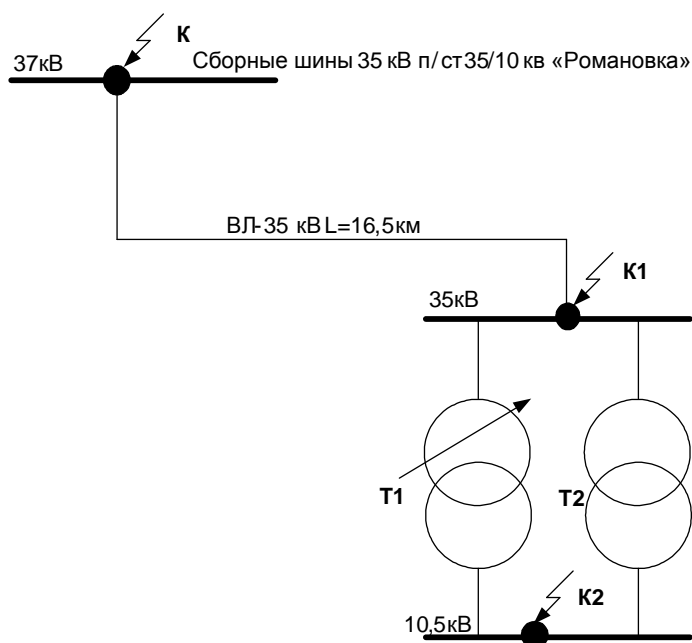 К
37кВ
Сборные шины 35 кВ п/ст35/10 кв «Романовка»
ВЛ-35 кВ L=16,5км
К1
35кВ
Т1
Т2
К2
10,5кВ